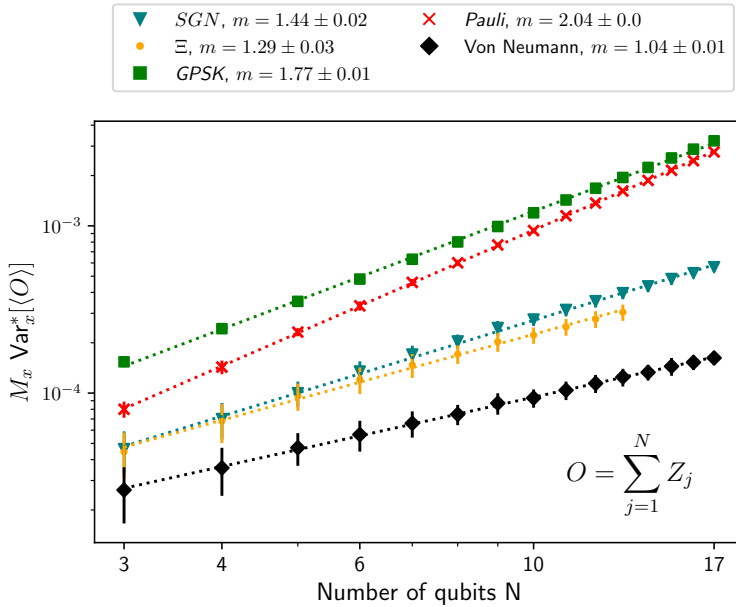 SGN, m = 1.44 ± 0.02
Ξ, m = 1.29 ± 0.03
GPSK, m = 1.77 ± 0.01
Pauli, m = 2.04 ± 0.0
Von Neumann, m = 1.04 ± 0.01
M_x Var*_x[⟨O⟩]
10^{-3}
10^{-4}
O = \sum_{j=1}^{N} Z_j
3 4 6 10 17
Number of qubits N